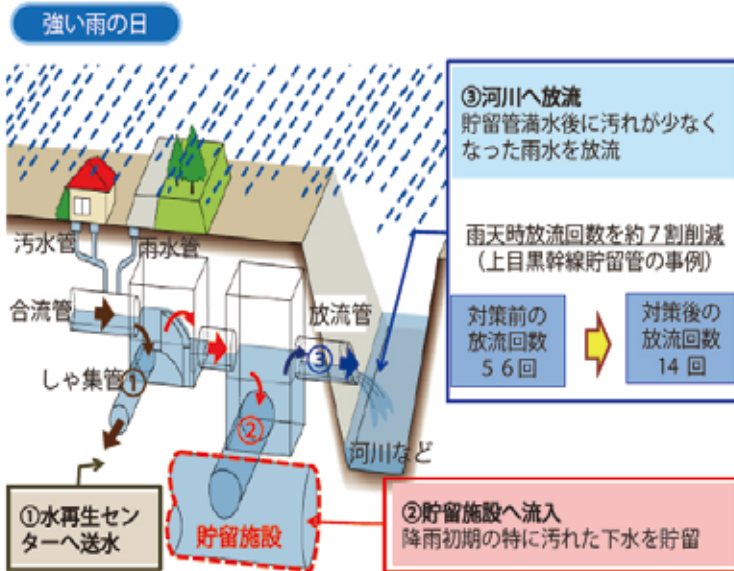 強い雨の日
③河川へ放流
貯留管満水後に汚れが少なく
なった雨水を放流
雨天時放流回数を約7割削減
（上目黒幹線貯留管の事例）
対策前の
放流回数
56回
対策後の
放流回数
14回
汚水管
雨水管
合流管
放流管
③
しゃ集管①
②
河川など
貯留施設
①水再生セン
ターへ送水
②貯留施設へ流入
降雨初期の特に汚れた下水を貯留